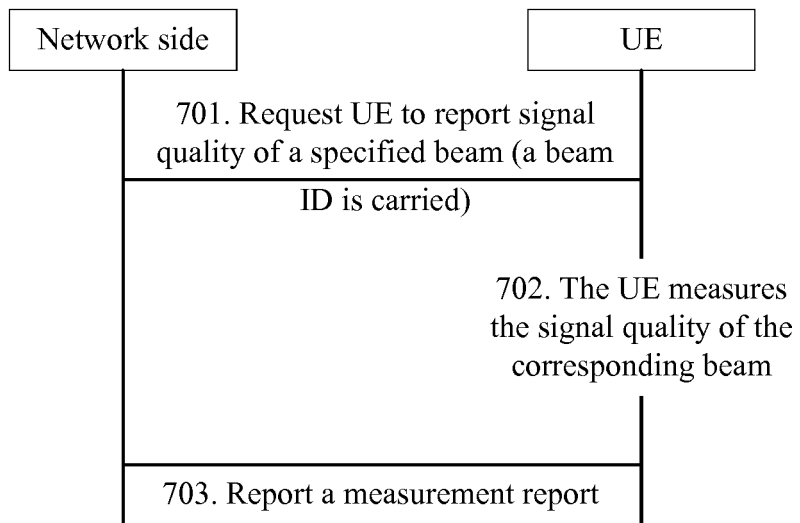 Network side
UE
701. Request UE to report signal
quality of a specified beam (a beam
ID is carried)
702. The UE measures
the signal quality of the
corresponding beam
703. Report a measurement report